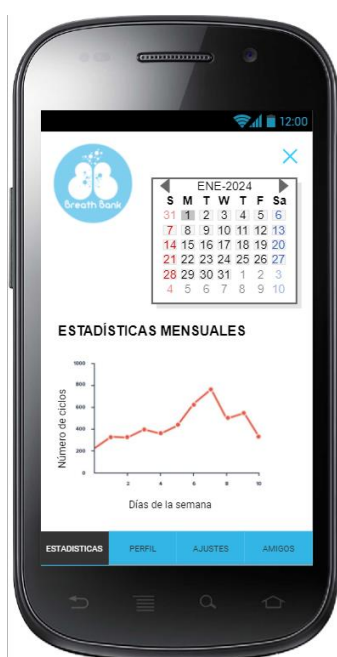 12:00
Breath Bank
ENE-2024
S M T W T F Sa
31 1 2 3 4 5 6
7 8 9 10 11 12 13
14 15 16 17 18 19 20
21 22 23 24 25 26 27
28 29 30 31 1 2 3
4 5 6 7 8 9 10
ESTADÍSTICAS MENSUALES
Número de ciclos
1000
800
600
400
200
0
2 4 6 8 10
Días de la semana
ESTADISTICAS PERFIL AJUSTES AMIGOS